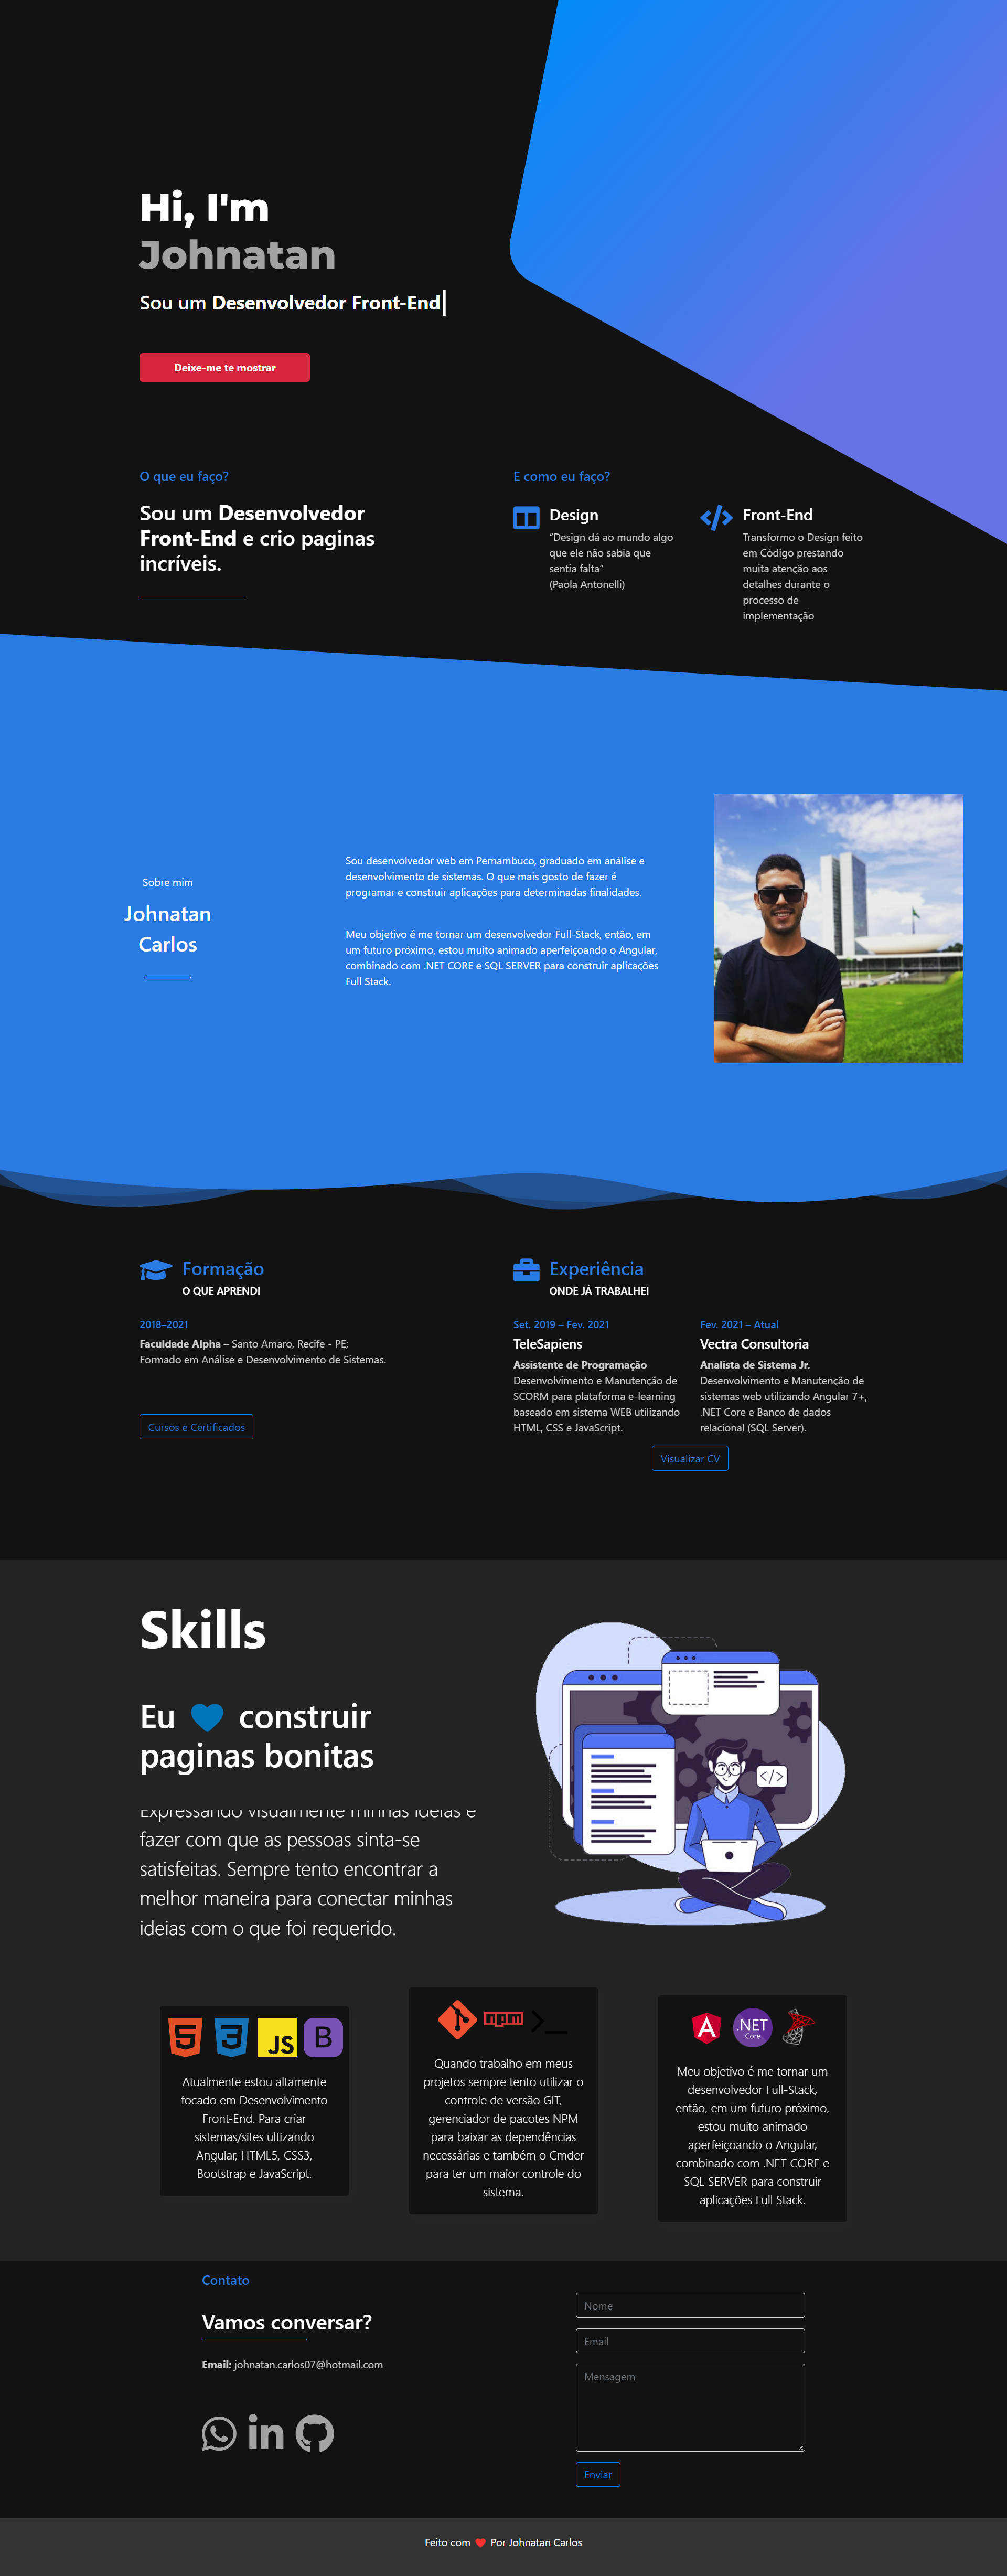 Hi, I'm
Johnatan
Sou um Desenvolvedor Front-End
Deixe-me te mostrar
O que eu faço?
Sou um Desenvolvedor
Front-End e crio paginas
incríveis.
E como eu faço?
Design
“Design dá ao mundo algo
que ele não sabia que
sentia falta”
(Paola Antonelli)
Front-End
Transformo o Design feito
em Código prestando
muita atenção aos
detalhes durante o
processo de
implementação
Sobre mim
Johnatan
Carlos
Sou desenvolvedor web em Pernambuco, graduado em análise e
desenvolvimento de sistemas. O que mais gosto de fazer é
programar e construir aplicações para determinadas finalidades.
Meu objetivo é me tornar um desenvolvedor Full-Stack, então, em
um futuro próximo, estou muito animado aperfeiçoando o Angular,
combinado com .NET CORE e SQL SERVER para construir aplicações
Full Stack.
Formação
O QUE APRENDI
2018–2021
Faculdade Alpha – Santo Amaro, Recife - PE;
Formado em Análise e Desenvolvimento de Sistemas.
Cursos e Certificados
Experiência
ONDE JÁ TRABALHEI
Set. 2019 – Fev. 2021
TeleSapiens
Assistente de Programação
Desenvolvimento e Manutenção de
SCORM para plataforma e-learning
baseado em sistema WEB utilizando
HTML, CSS e JavaScript.
Fev. 2021 – Atual
Vectra Consultoria
Analista de Sistema Jr.
Desenvolvimento e Manutenção de
sistemas web utilizando Angular 7+,
.NET Core e Banco de dados
relacional (SQL Server).
Visualizar CV
Skills
Eu construir
paginas bonitas
Expressando visualmente minhas ideias e
fazer com que as pessoas sinta-se
satisfeitas. Sempre tento encontrar a
melhor maneira para conectar minhas
ideias com o que foi requerido.
</>
5 3 JS B
Atualmente estou altamente
focado em Desenvolvimento
Front-End. Para criar
sistemas/sites ultizando
Angular, HTML5, CSS3,
Bootstrap e JavaScript.
npm >_
Quando trabalho em meus
projetos sempre tento utilizar o
controle de versão GIT,
gerenciador de pacotes NPM
para baixar as dependências
necessárias e também o Cmder
para ter um maior controle do
sistema.
A .NET
Core
Meu objetivo é me tornar um
desenvolvedor Full-Stack,
então, em um futuro próximo,
estou muito animado
aperfeiçoando o Angular,
combinado com .NET CORE e
SQL SERVER para construir
aplicações Full Stack.
Contato
Vamos conversar?
Email: johnatan.carlos07@hotmail.com
in
Nome
Email
Mensagem
Enviar
Feito com Por Johnatan Carlos